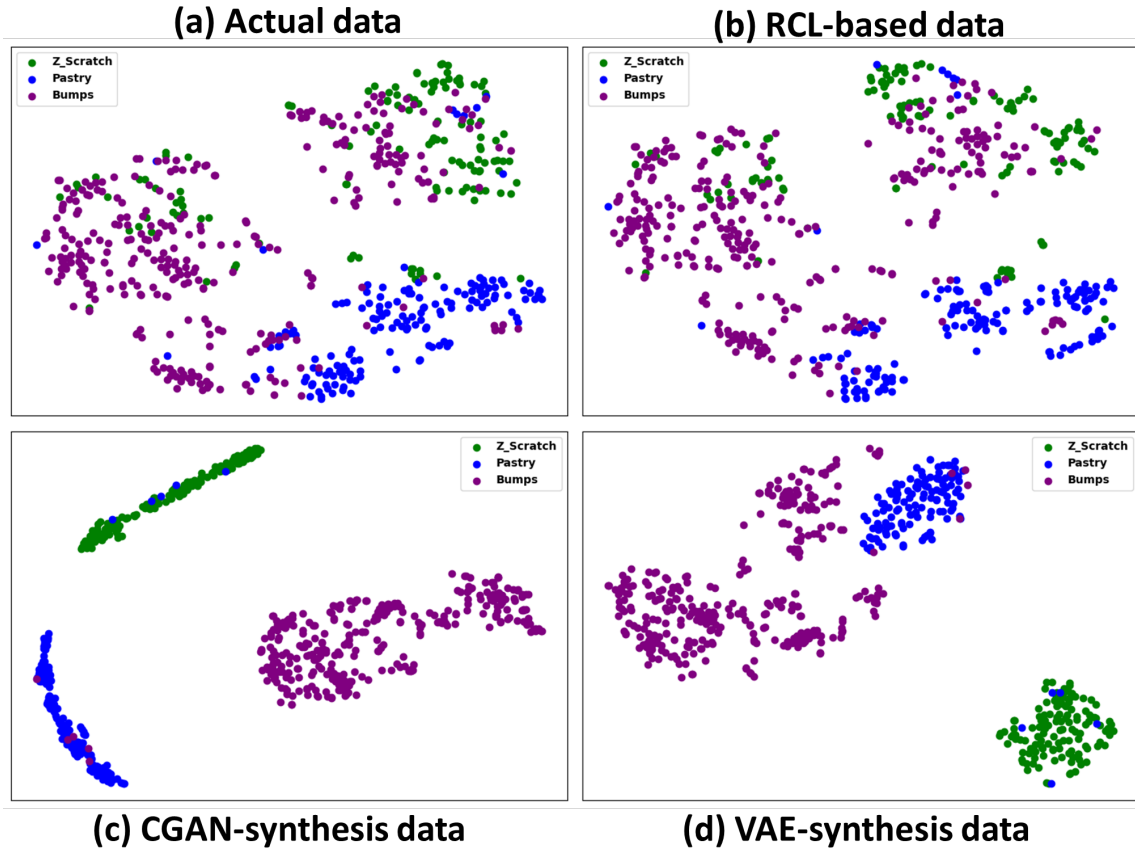 (a) Actual data
(b) RCL-based data
Z_Scratch
Pastry
Bumps
Z_Scratch
Pastry
Bumps
Z_Scratch
Pastry
Bumps
Z_Scratch
Pastry
Bumps
(c) CGAN-synthesis data
(d) VAE-synthesis data